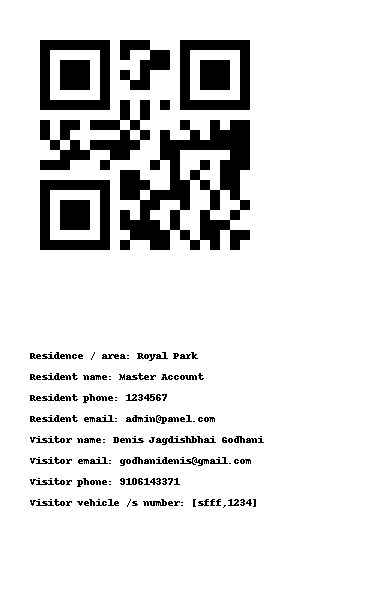 Residence / area: Royal Park
Resident name: Master Account
Resident phone: 1234567
Resident email: admin@panel.com
Visitor name: Denis Jagdishbhai Godhani
Visitor email: godhanidenis@gmail.com
Visitor phone: 9106143371
Visitor vehicle /s number: [sfff,1234]